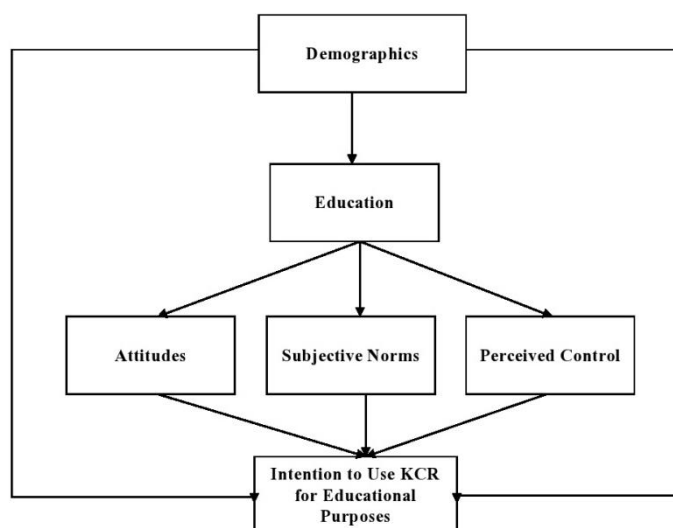 Demographics
Education
Attitudes
Subjective Norms
Perceived Control
Intention to Use KCR
for Educational
Purposes